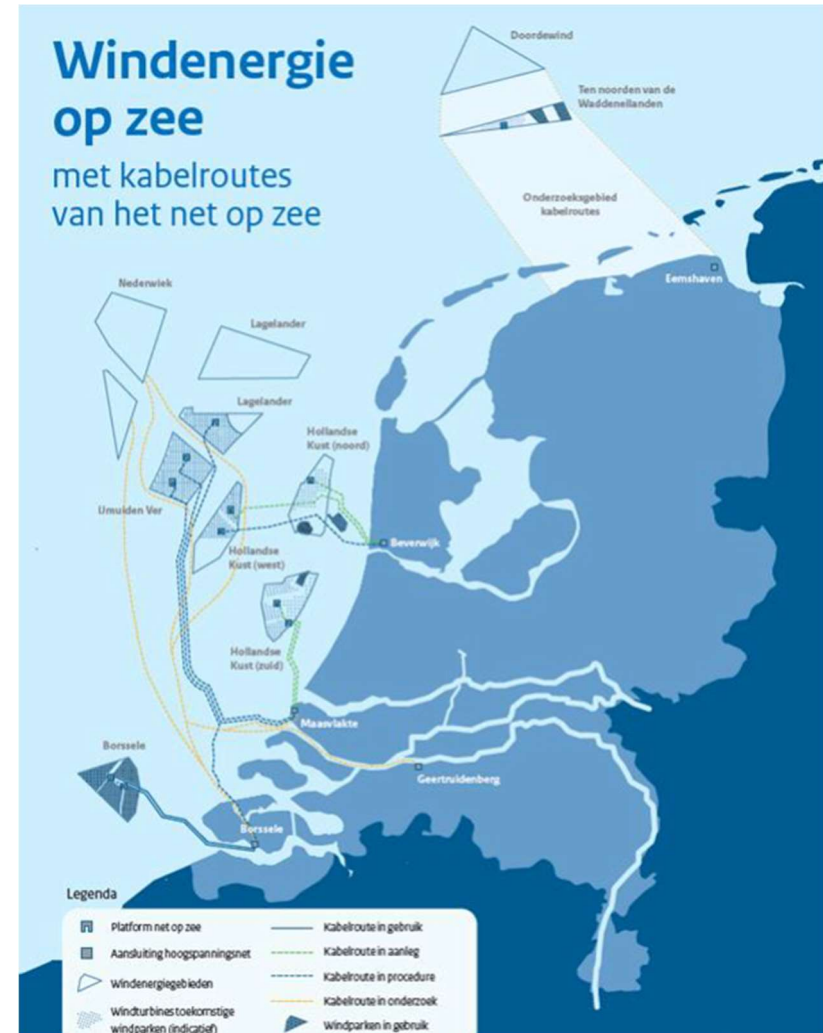 Windenergie
op zee
met kabelroutes
van het net op zee
Doordewind
Ten noorden van de
Waddeneilanden
Onderzoeksgebied
kabelroutes
Eemshaven
Nederwiek
Lagelander
Lagelander
Hollandse
Kust (noord)
IJmuiden Ver
Beverwijk
Hollandse
Kust (west)
Hollandse
Kust (zuid)
Maasvlakte
Borssele
Geertruidenberg
Borssele
Legenda
Platform net op zee
Aansluiting hoogspanningsnet
Windenergiegebieden
Windturbines toekomstige
windparken (indicatief)
Kabelroute in gebruik
Kabelroute in aanleg
Kabelroute in procedure
Kabelroute in onderzoek
Windparken in gebruik